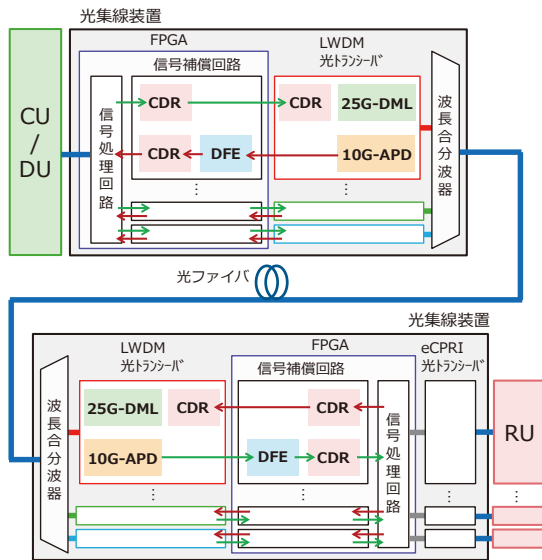 光集線装置
FPGA
LWDM
光トランシーバ
CU
/
DU
信号処理回路
信号補償回路
CDR
CDR
25G-DML
CDR
DFE
10G-APD
…
…
波長合分波器
光ファイバ
光集線装置
LWDM
光トランシーバ
FPGA
eCPRI
光トランシーバ
信号補償回路
波長合分波器
25G-DML
CDR
CDR
10G-APD
DFE
CDR
信号処理回路
RU
…
…
…
…